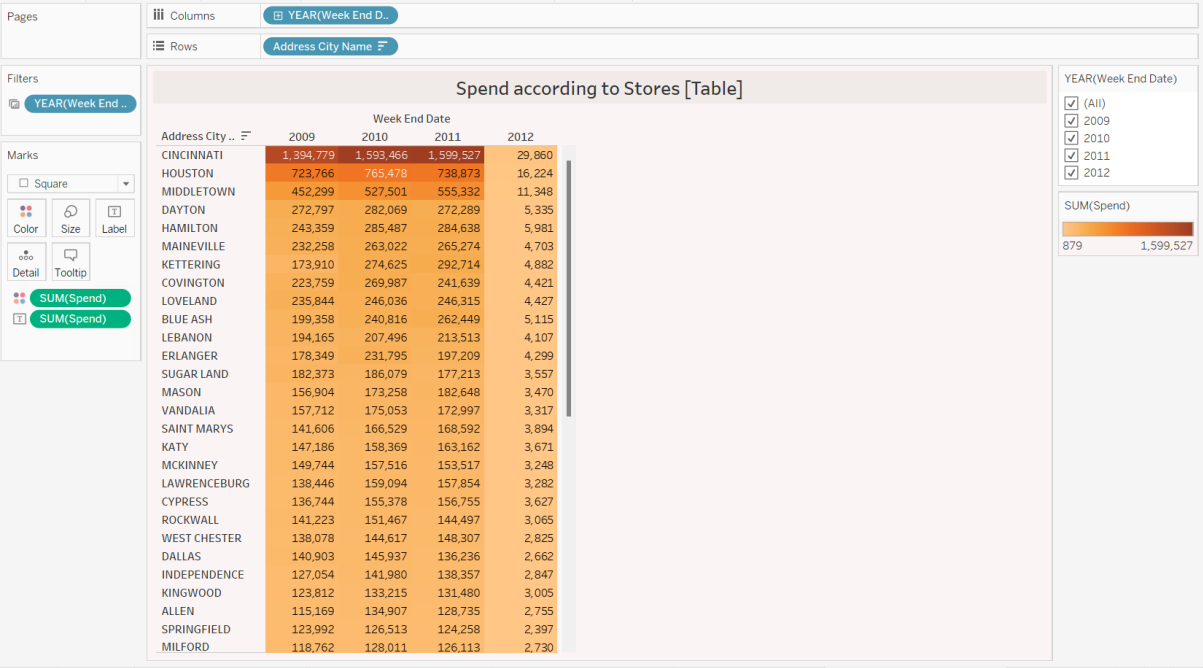 Pages
Columns
YEAR(Week End D..
Rows
Address City Name
Filters
YEAR(Week End ..
Marks
Square
Color Size Label
Detail Tooltip
SUM(Spend)
SUM(Spend)
Spend according to Stores [Table]
Week End Date
Address City .. 2009 2010 2011 2012
CINCINNATI 1,394,779 1,593,466 1,599,527 29,860
HOUSTON 723,766 765,478 738,873 16,224
MIDDLETOWN 452,299 527,501 555,332 11,348
DAYTON 272,797 282,069 272,289 5,335
HAMILTON 243,359 285,487 284,638 5,981
MAINEVILLE 232,258 263,022 265,274 4,703
KETTERING 173,910 274,625 292,714 4,882
COVINGTON 223,759 269,987 241,639 4,421
LOVELAND 235,844 246,036 246,315 4,427
BLUE ASH 199,358 240,816 262,449 5,115
LEBANON 194,165 207,496 213,513 4,107
ERLANGER 178,349 231,795 197,209 4,299
SUGAR LAND 182,373 186,079 177,213 3,557
MASON 156,904 173,258 182,648 3,470
VANDALIA 157,712 175,053 172,997 3,317
SAINT MARYS 141,606 166,529 168,592 3,894
KATY 147,186 158,369 163,162 3,671
MCKINNEY 149,744 157,516 153,517 3,248
LAWRENCEBURG 138,446 159,094 157,854 3,282
CYPRESS 136,744 155,378 156,755 3,627
ROCKWALL 141,223 151,467 144,497 3,065
WEST CHESTER 138,078 144,617 148,307 2,825
DALLAS 140,903 145,937 136,236 2,662
INDEPENDENCE 127,054 141,980 138,357 2,847
KINGWOOD 123,812 133,215 131,480 3,005
ALLEN 115,169 134,907 128,735 2,755
SPRINGFIELD 123,992 126,513 124,258 2,397
MILFORD 118,762 128,011 126,113 2,730
YEAR(Week End Date)
(All)
2009
2010
2011
2012
SUM(Spend)
879 1,599,527